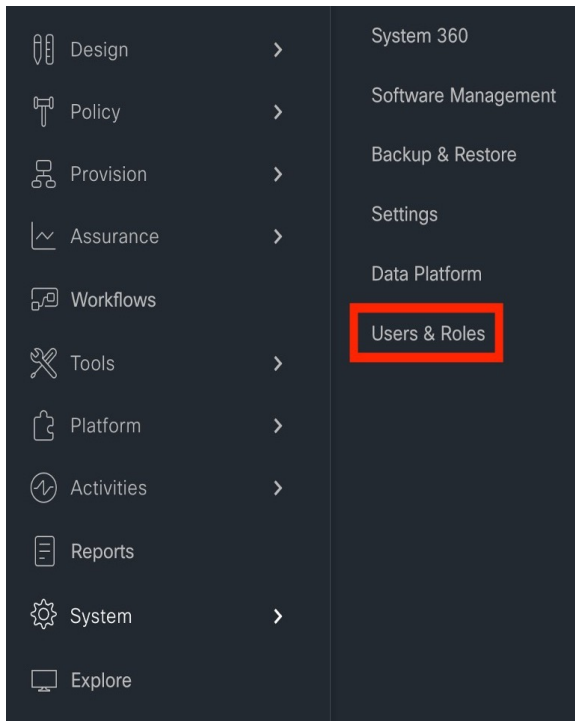 Design
Policy
Provision
Assurance
Workflows
Tools
Platform
Activities
Reports
System
Explore
System 360
Software Management
Backup & Restore
Settings
Data Platform
Users & Roles